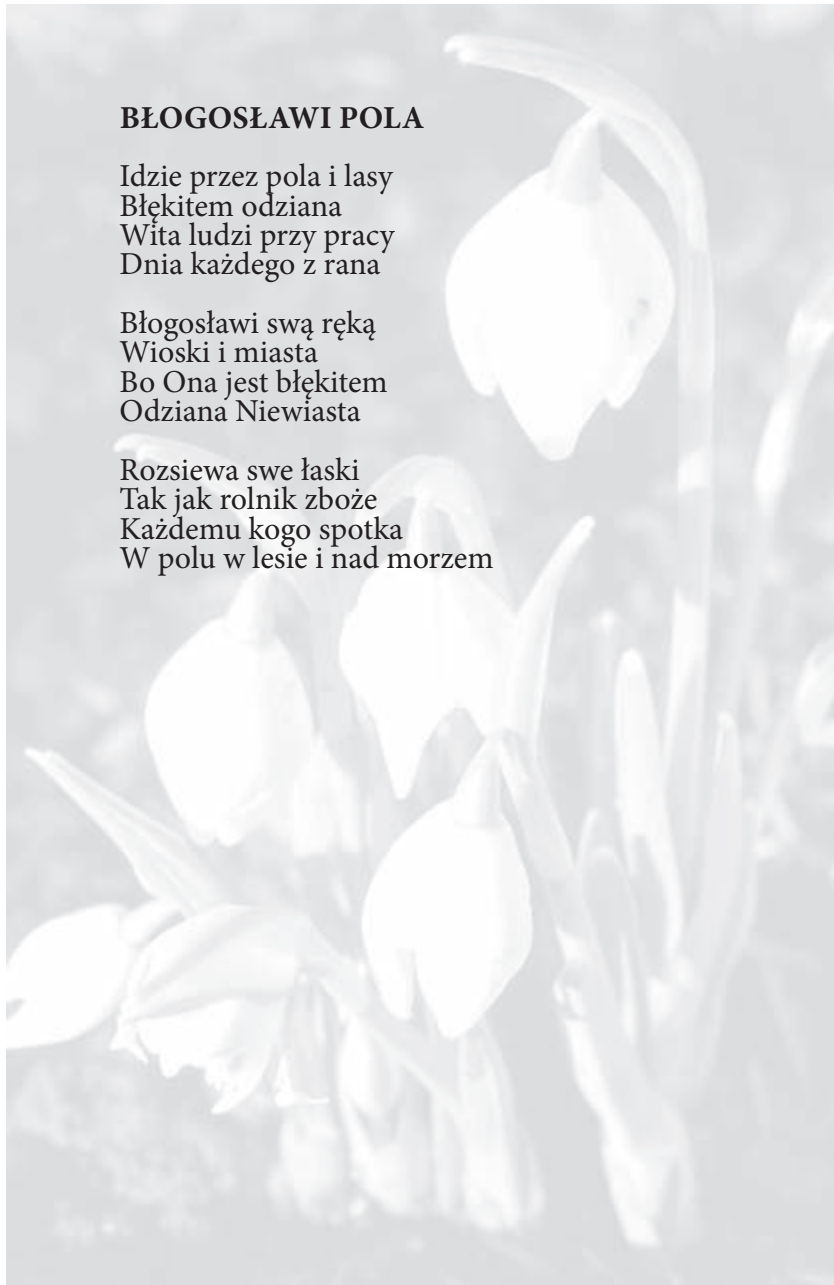 BŁOGOSŁAWI POLA
Idzie przez pola i lasy
Błękitem odziana
Wita ludzi przy pracy
Dnia każdego z rana
Błogosławi swą ręką
Wioski i miasta
Bo Ona jest błękitem
Odziana Niewiasta
Rozsiewa swe łaski
Tak jak rolnik zboże
Każdemu kogo spotka
W polu w lesie i nad morzem